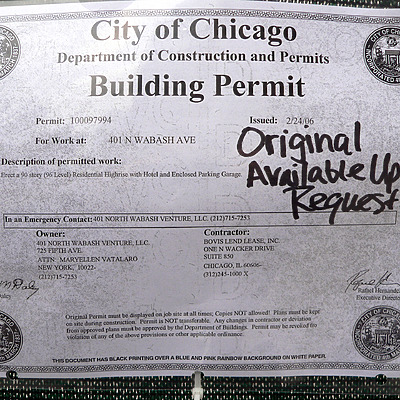 City of Chicago
Department of Construction and Permits
Building Permit
Permit: 100097994 Issued: 2/24/06
For Work at: 401 N WABASH AVE
Original
Available Up
Request
Description of permitted work:
Erect a 90 story (96 Level) Residential Highrise with Hotel and Enclosed Parking Garage.
In an Emergency Contact: 401 NORTH WABASH VENTURE, LLC. (212)715-7253
Owner:
401 NORTH WABASH VENTURE, LLC.
725 FIFTH AVE.
ATTN MARYELLEN VATALARO
NEW YORK, 10022-
(212)715-7253
Contractor:
BOVIS LEND LEASE, INC.
ONE N WACKER DRIVE
SUITE 850
CHICAGO, IL 60606-
(312)245-1000 X
Daley
Rafael Hernande
Executive Directo
Original Permit must be displayed on job site at all times; Copies NOT allowed! Plans must be kept
on site during construction. Permit is NOT transferable. Any changes in contractor or deviation
from approved plans must be approved by the Department of Buildings. Permit may be revoked for
violation of any of the above provisions or other applicable ordinance.
THIS DOCUMENT HAS BLACK PRINTING OVER A BLUE AND PINK RAINBOW BACKGROUND ON WHITE PAPER.